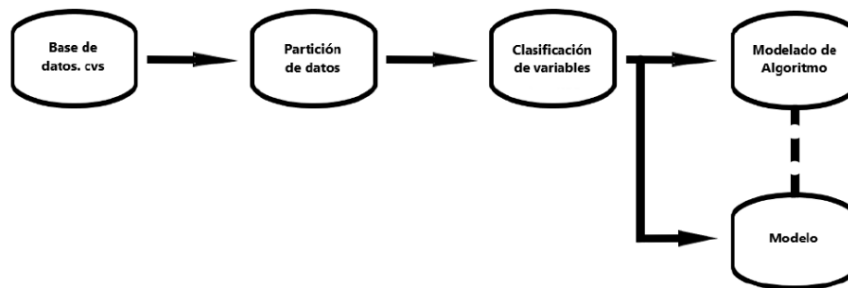 Base de
datos. cvs
Partición
de datos
Clasificación
de variables
Modelado de
Algoritmo
Modelo